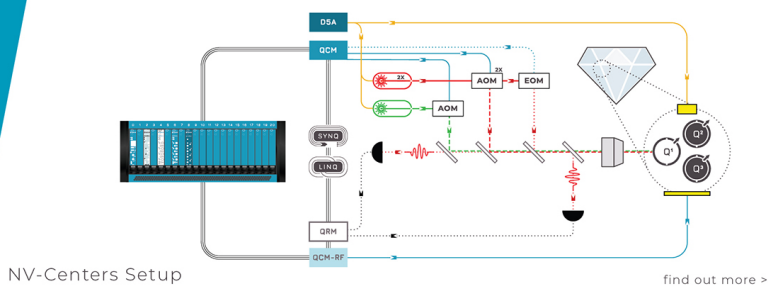 DSA
QCM
2X
2X
AOM
EOM
AOM
SYNQ
LINQ
Q¹
Q²
Q³
QRM
QCM-RF
NV-Centers Setup
find out more >